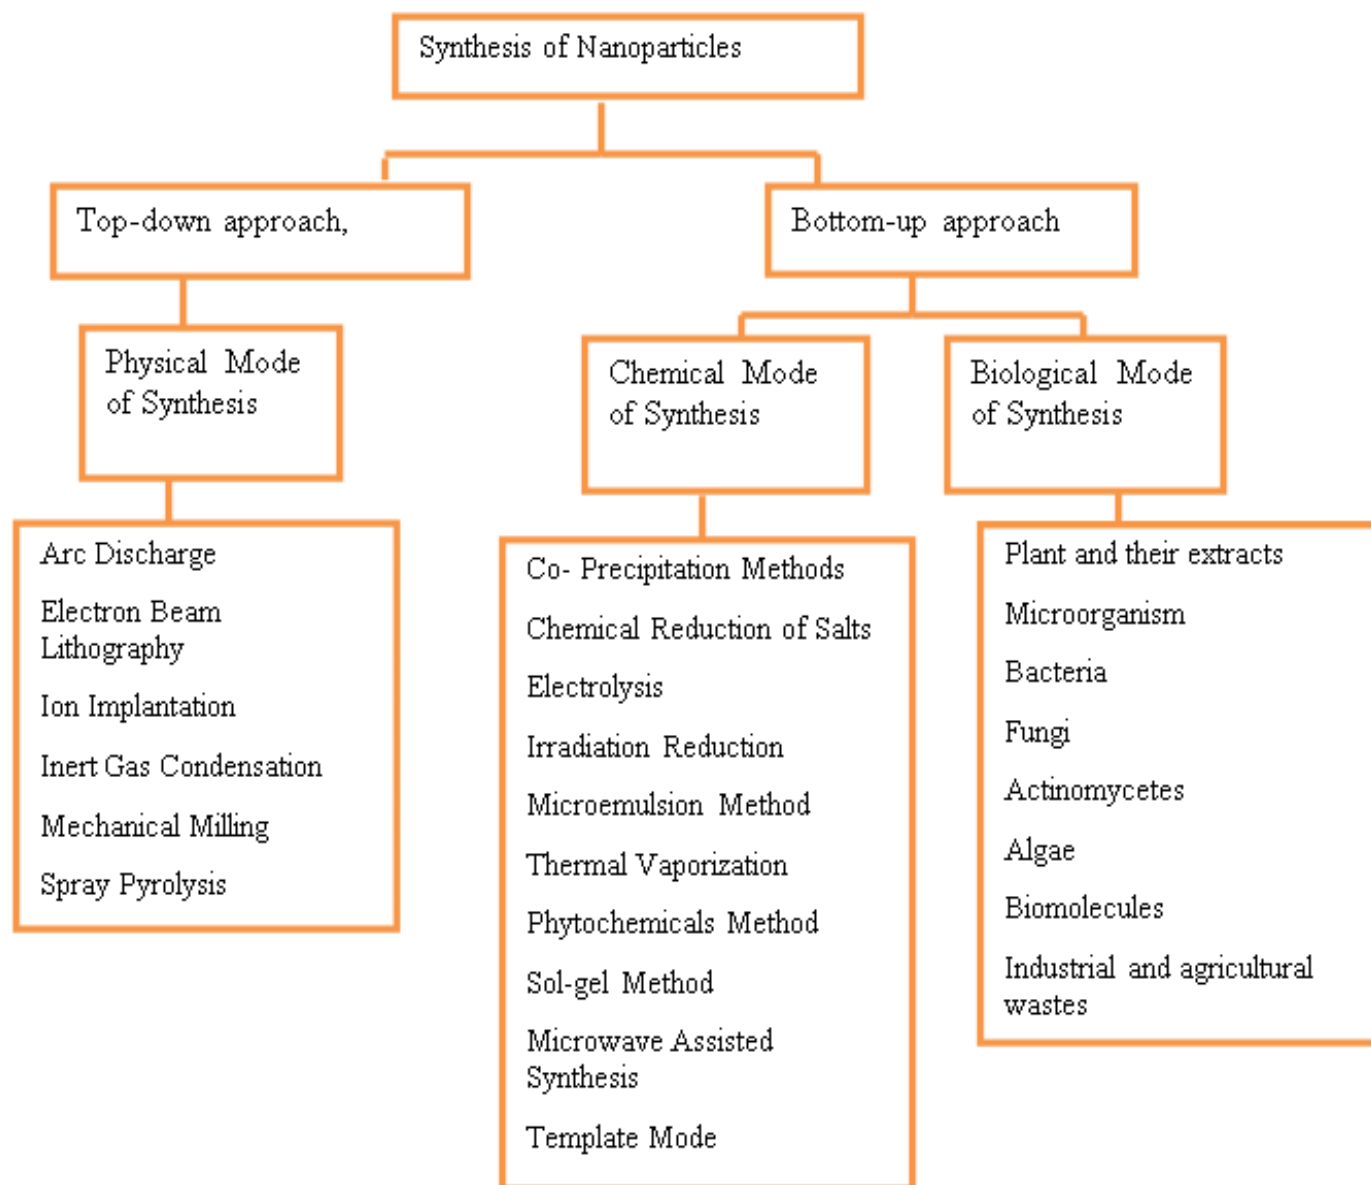 Synthesis of Nanoparticles
Top-down approach,
Bottom-up approach
Physical Mode
of Synthesis
Chemical Mode
of Synthesis
Biological Mode
of Synthesis
Arc Discharge
Electron Beam
Lithography
Ion Implantation
Inert Gas Condensation
Mechanical Milling
Spray Pyrolysis
Co- Precipitation Methods
Chemical Reduction of Salts
Electrolysis
Irradiation Reduction
Microemulsion Method
Thermal Vaporization
Phytochemicals Method
Sol-gel Method
Microwave Assisted
Synthesis
Template Mode
Plant and their extracts
Microorganism
Bacteria
Fungi
Actinomycetes
Algae
Biomolecules
Industrial and agricultural
wastes